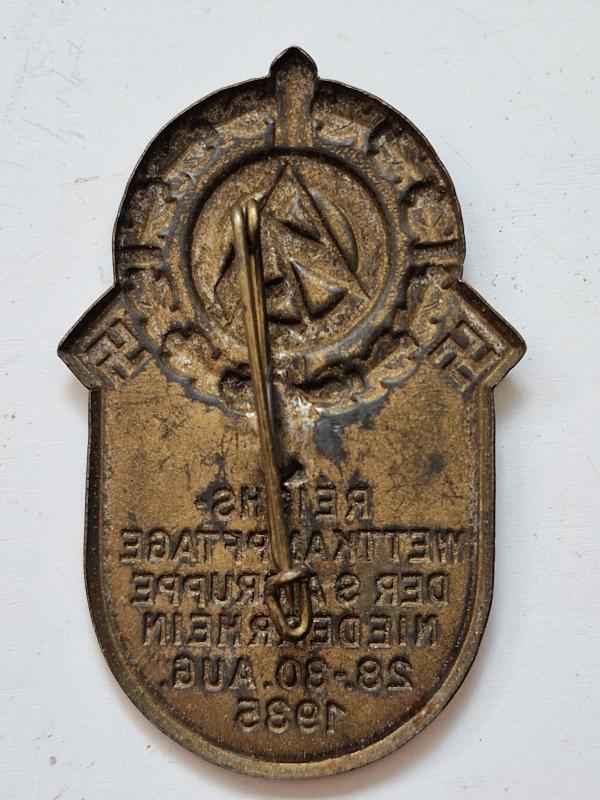 REICHS-
WETTKAMPFTAGE
DER SA-GRUPPE
NIEDERRHEIN
28.-30. AUG.
1935